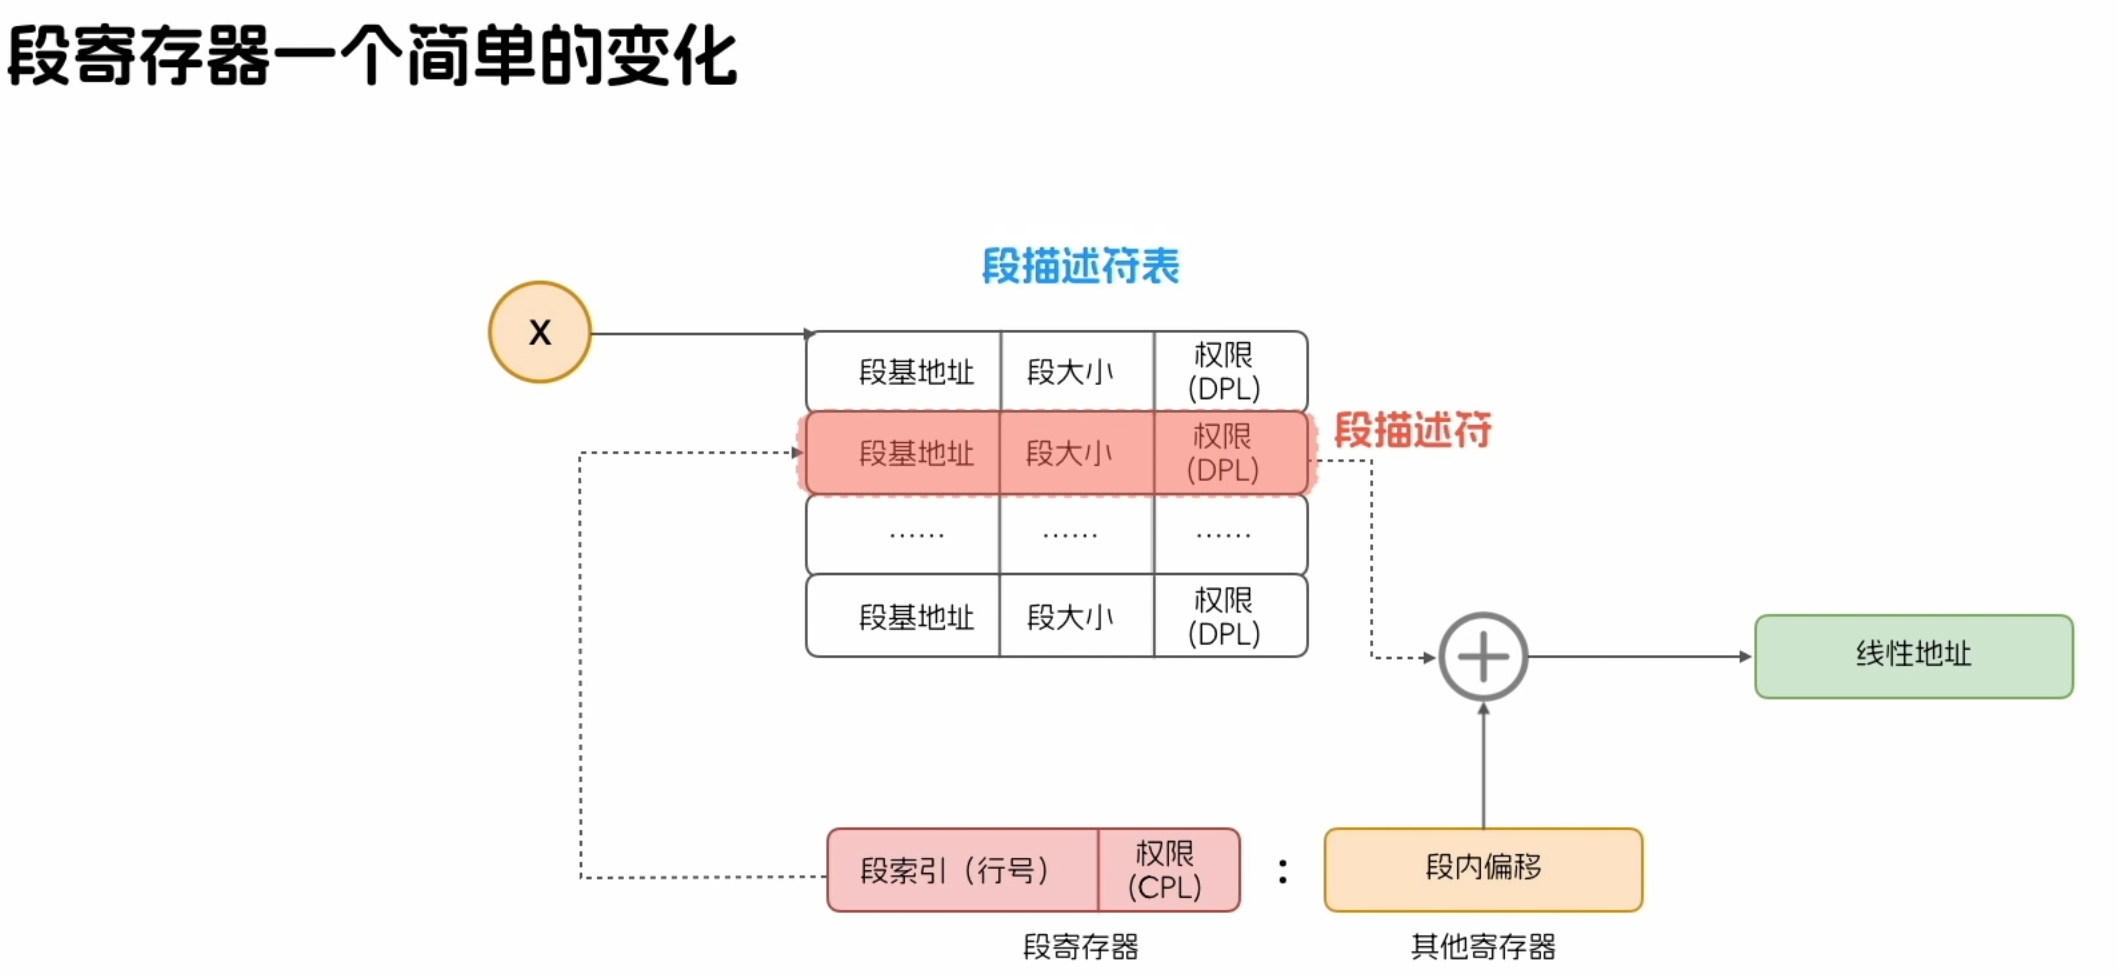 段寄存器一个简单的变化
段描述符表
X
段基地址 段大小 权限
(DPL)
段描述符
段基地址 段大小 权限
(DPL)
...... ...... ......
段基地址 段大小 权限
(DPL)
线性地址
段索引（行号） 权限
(CPL)
:
段内偏移
段寄存器
其他寄存器